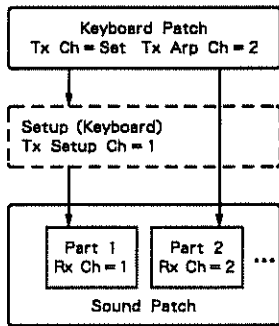 Keyboard Patch
Tx Ch=Set Tx Arp Ch=2
Setup (Keyboard)
Tx Setup Ch=1
Part 1
Rx Ch=1
Part 2
Rx Ch=2
...
Sound Patch